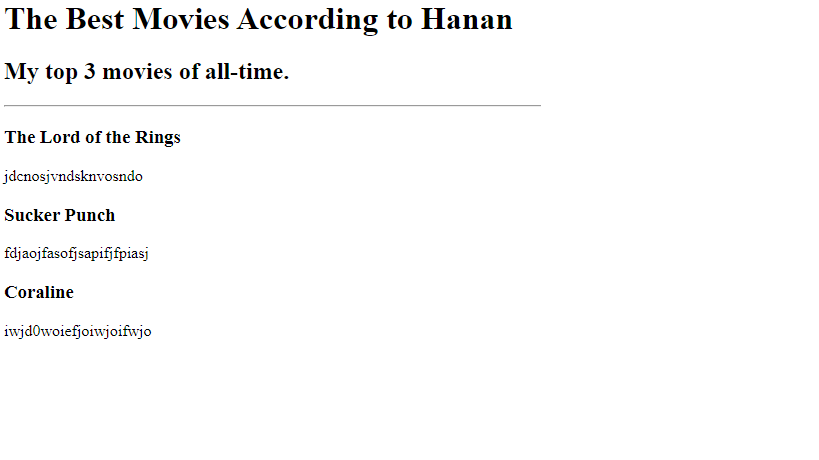 The Best Movies According to Hanan
My top 3 movies of all-time.
The Lord of the Rings
jdcnosjvndsknvosndo
Sucker Punch
fdjaojfasofjsapifjfpiasj
Coraline
iwjd0woiefjoiwjoifwjo